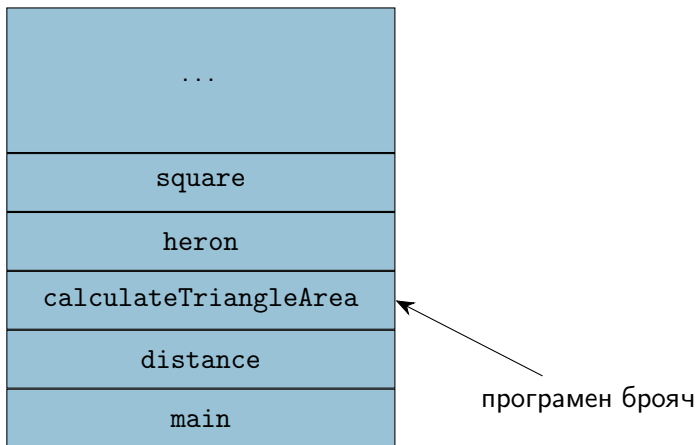 ...
square
heron
calculateTriangleArea
distance
програмен брояч
main